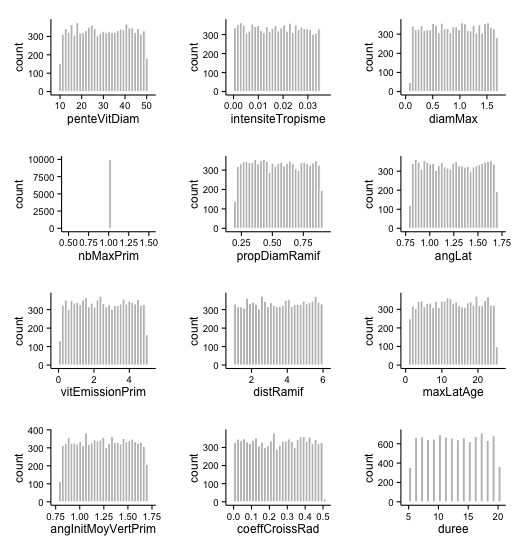 count
300
200
100
0
10 20 30 40 50
penteVitDiam
count
300
200
100
0
0.00 0.01 0.02 0.03
intensiteTropisme
count
300
200
100
0
0.0 0.5 1.0 1.5
diamMax
count
10000
7500
5000
2500
0
0.50 0.75 1.00 1.25 1.50
nbMaxPrim
count
300
200
100
0
0.25 0.50 0.75
propDiamRamif
count
300
200
100
0
0.75 1.00 1.25 1.50 1.75
angLat
count
300
200
100
0
0 2 4
vitEmissionPrim
count
300
200
100
0
2 4 6
distRamif
count
300
200
100
0
0 10 20
maxLatAge
count
400
300
200
100
0
0.75 1.00 1.25 1.50 1.75
angInitMoyVertPrim
count
400
300
200
100
0
0.0 0.1 0.2 0.3 0.4 0.5
coeffCroissRad
count
600
400
200
0
5 10 15 20
duree